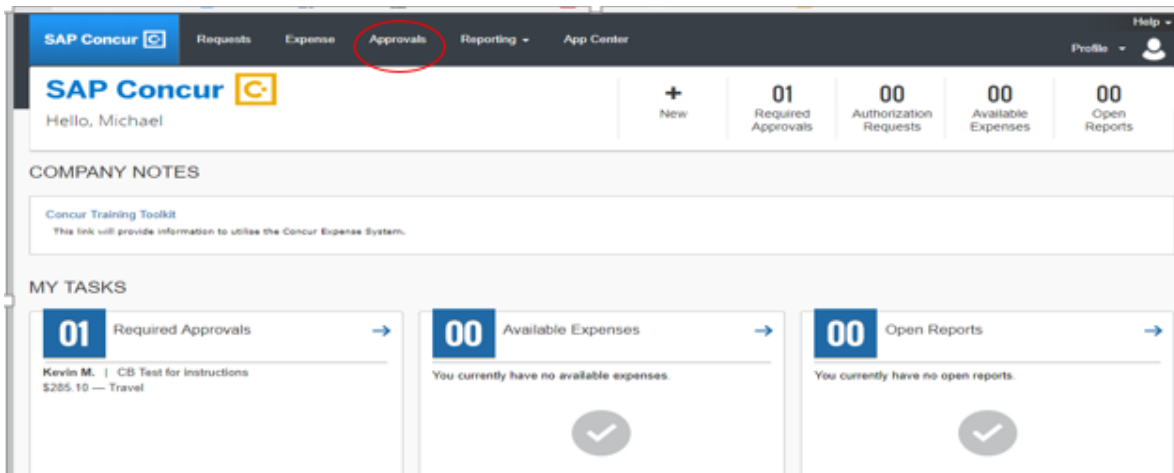 Help
SAP Concur C Requests Expense Approvals Reporting App Center
Profile
SAP Concur C
Hello, Michael
+ 01 00 00 00
New Required Approvals Authorization Requests Available Expenses Open Reports
COMPANY NOTES
Concur Training Toolkit
This link will provide information to utilise the Concur Expense System.
MY TASKS
01 Required Approvals → 00 Available Expenses → 00 Open Reports →
Kevin M. | CB Test for instructions
$285.10 — Travel
You currently have no available expenses.
You currently have no open reports.